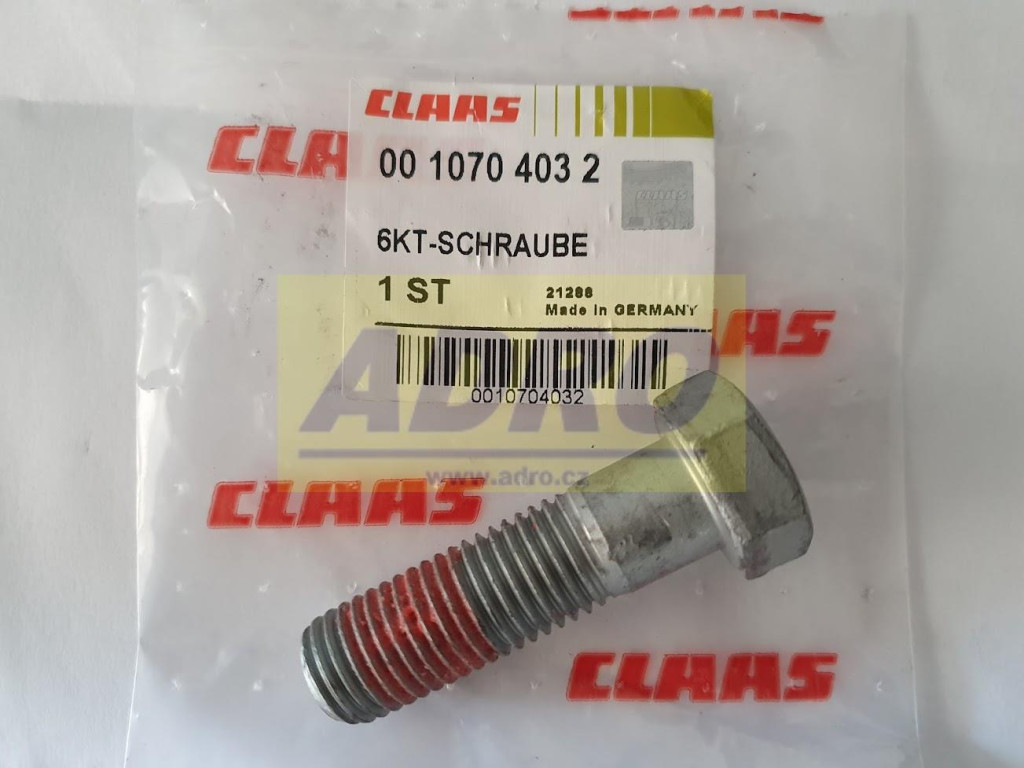 CLAAS
CLAAS
00 1070 403 2
6KT-SCHRAUBE
1 ST
21288
Made in GERMANY
CLAAS
ADRO
0010704032
www.adro.cz
CLAAS
CLAAS